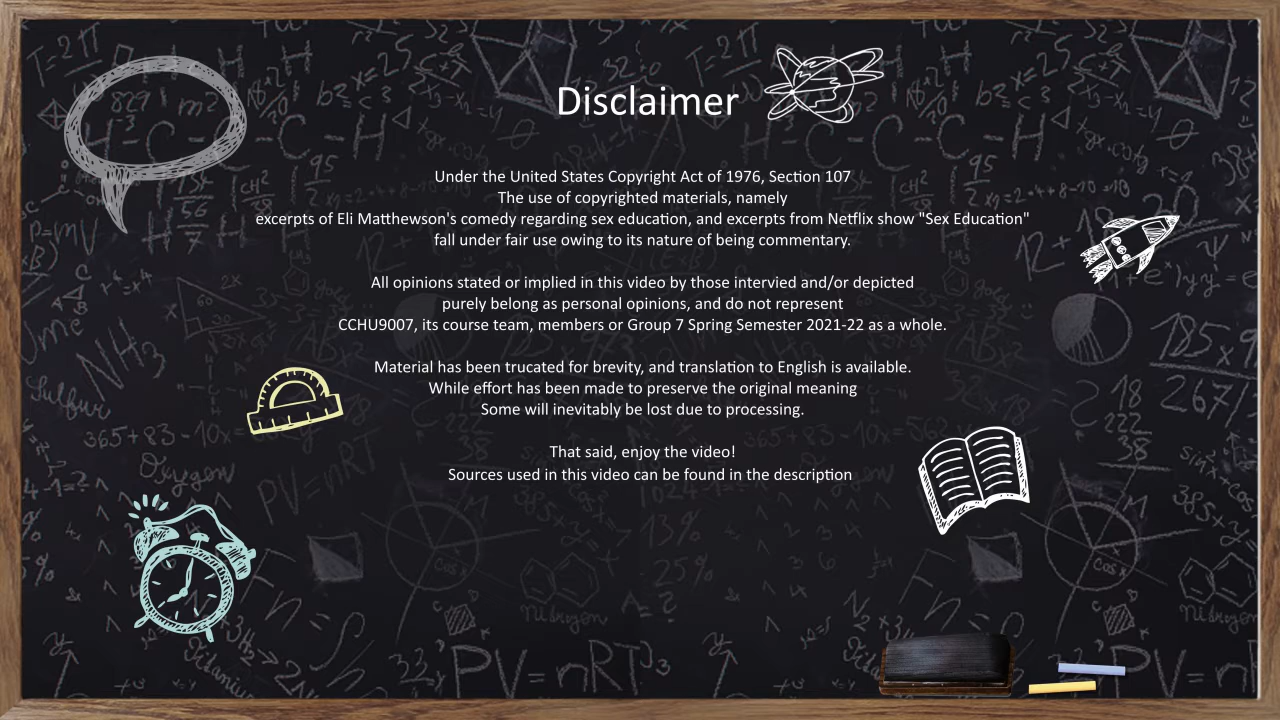 Disclaimer
Under the United States Copyright Act of 1976, Section 107
The use of copyrighted materials, namely
excerpts of Eli Matthewson's comedy regarding sex education, and excerpts from Netflix show "Sex Education"
fall under fair use owing to its nature of being commentary.
All opinions stated or implied in this video by those intervied and/or depicted
purely belong as personal opinions, and do not represent
CCHU9007, its course team, members or Group 7 Spring Semester 2021-22 as a whole.
Material has been trucated for brevity, and translation to English is available.
While effort has been made to preserve the original meaning
Some will inevitably be lost due to processing.
That said, enjoy the video!
Sources used in this video can be found in the description